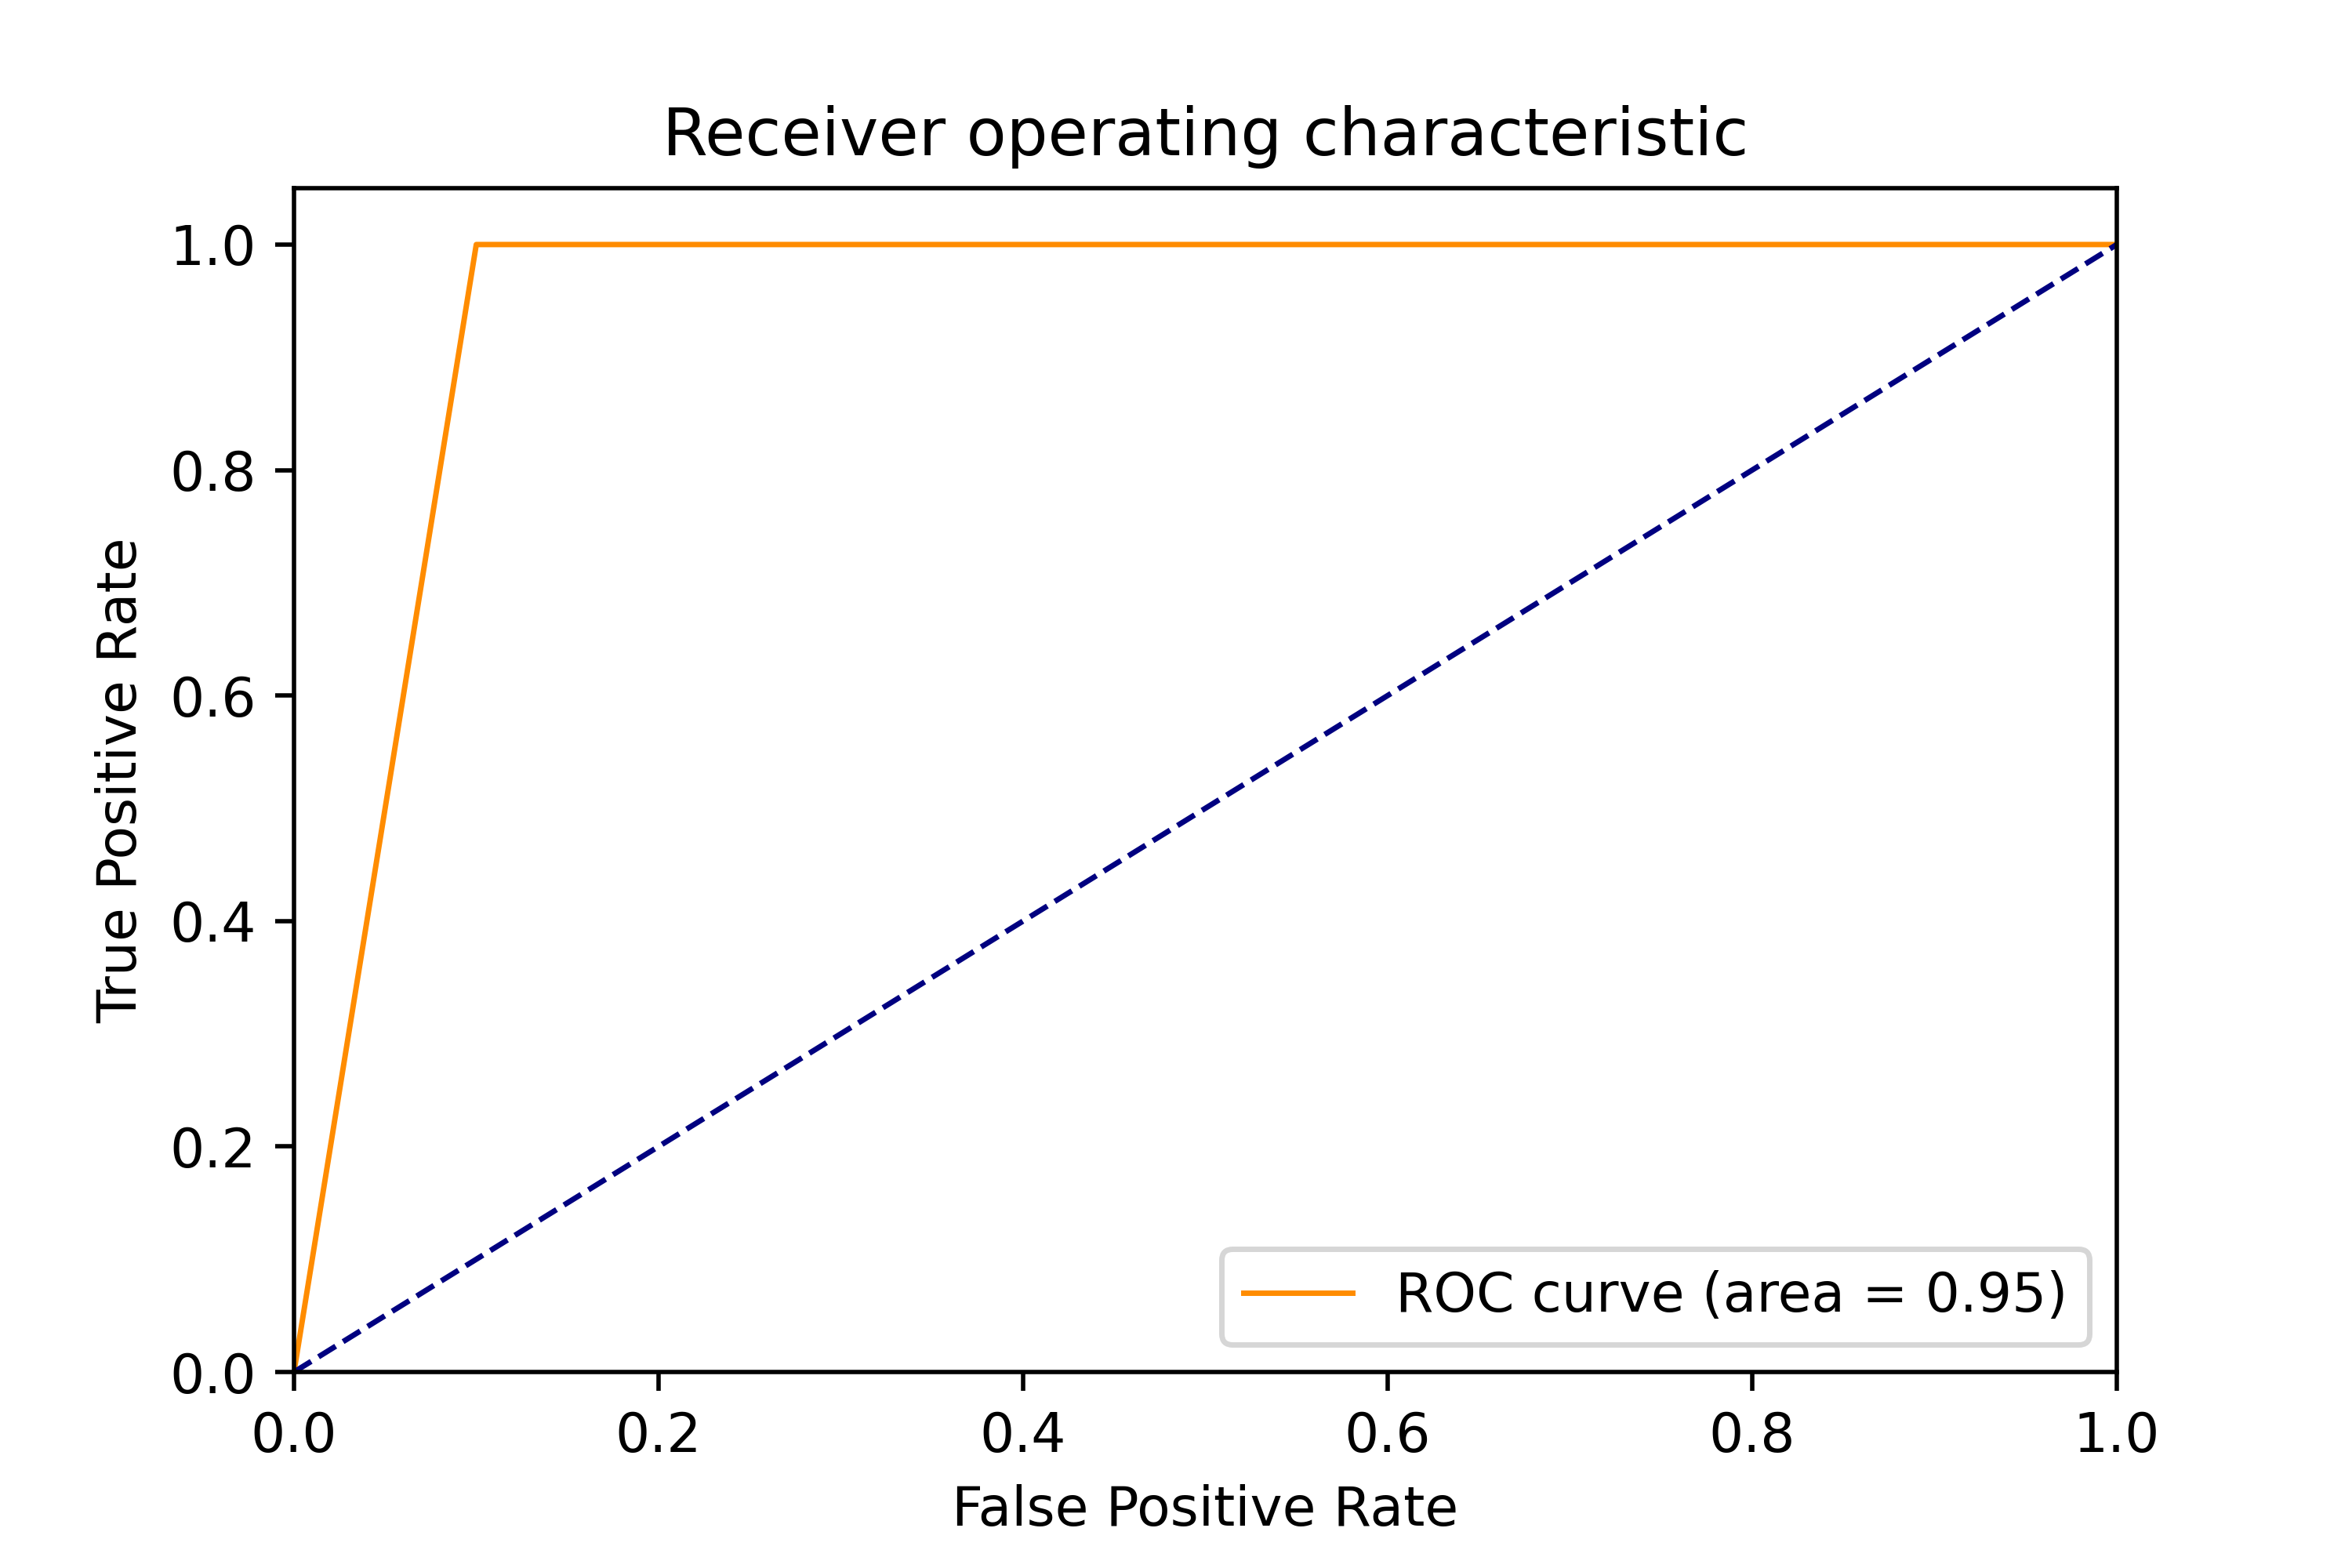 Receiver operating characteristic
True Positive Rate
1.0
0.8
0.6
0.4
0.2
0.0
ROC curve (area = 0.95)
0.0 0.2 0.4 0.6 0.8 1.0
False Positive Rate